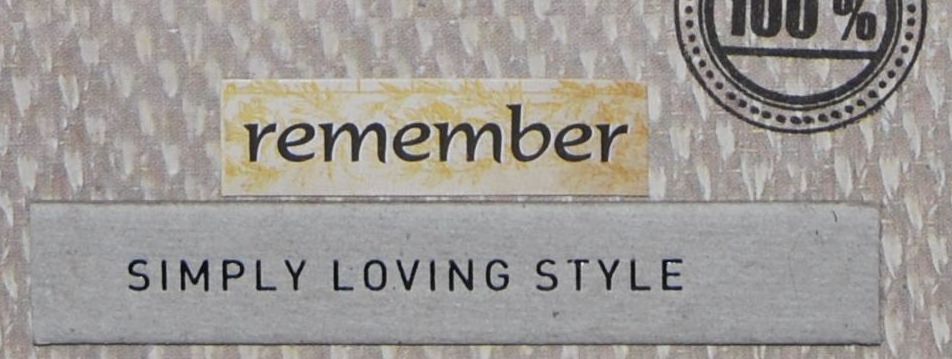 100%
remember
SIMPLY LOVING STYLE